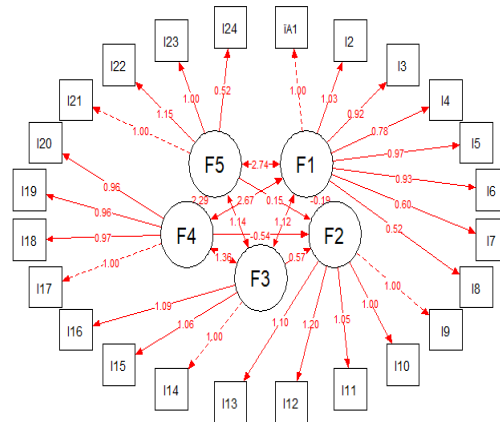 I24
iA1
I23
I2
I22
I3
I21
I4
I20
I5
I19
I6
I18
I7
I17
I8
I16
I9
I15
I10
I14
I11
I13
I12
F5
F1
F4
F2
F3
0.52
1.00
1.00
1.03
1.15
0.92
1.00
0.78
0.96
0.97
0.96
0.93
0.97
0.60
1.00
0.52
1.09
1.00
1.06
1.00
1.00
1.05
1.10
1.20
2.74
2.29
2.67
0.15
-0.19
1.14
1.12
-0.54
1.36
0.57